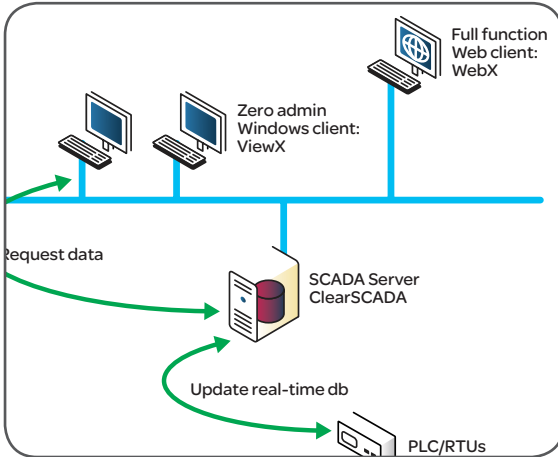 Full function
Web client:
WebX
Zero admin
Windows client:
ViewX
Request data
SCADA Server
ClearSCADA
Update real-time db
PLC/RTUs